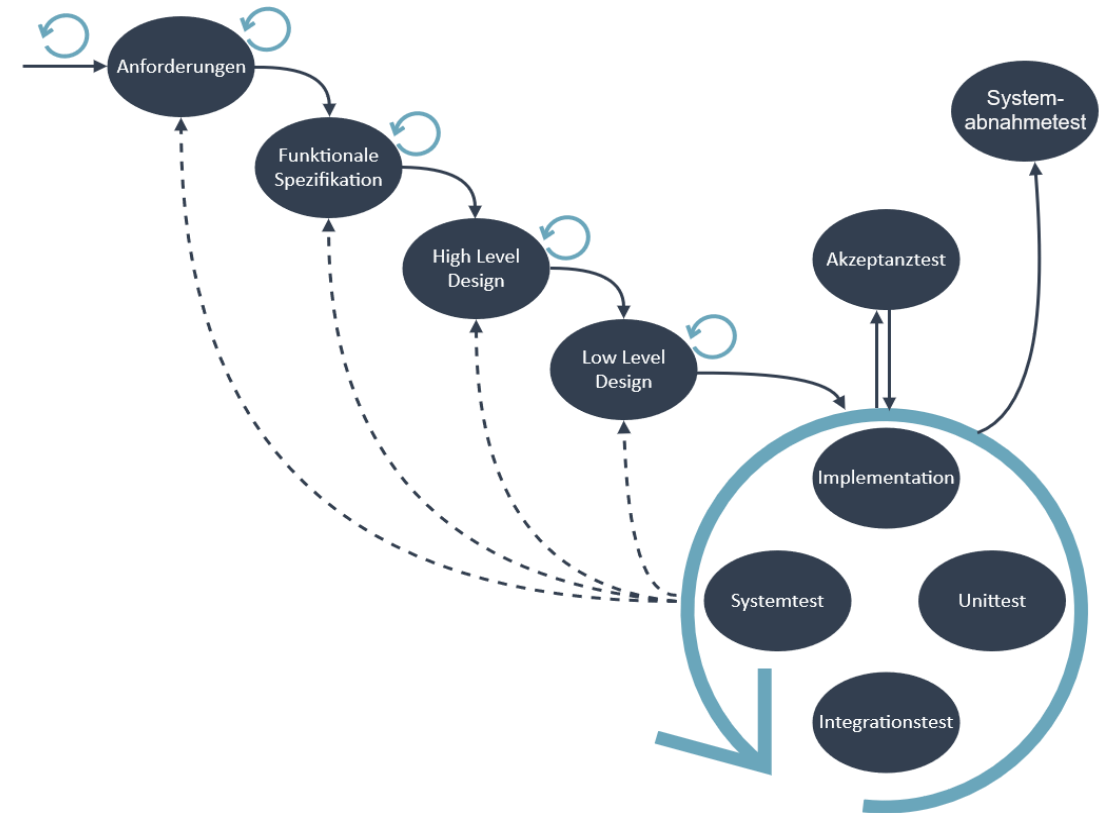 Anforderungen
Funktionale
Spezifikation
High Level
Design
Low Level
Design
System-
abnahmetest
Akzeptanztest
Implementation
Systemtest
Unittest
Integrationstest